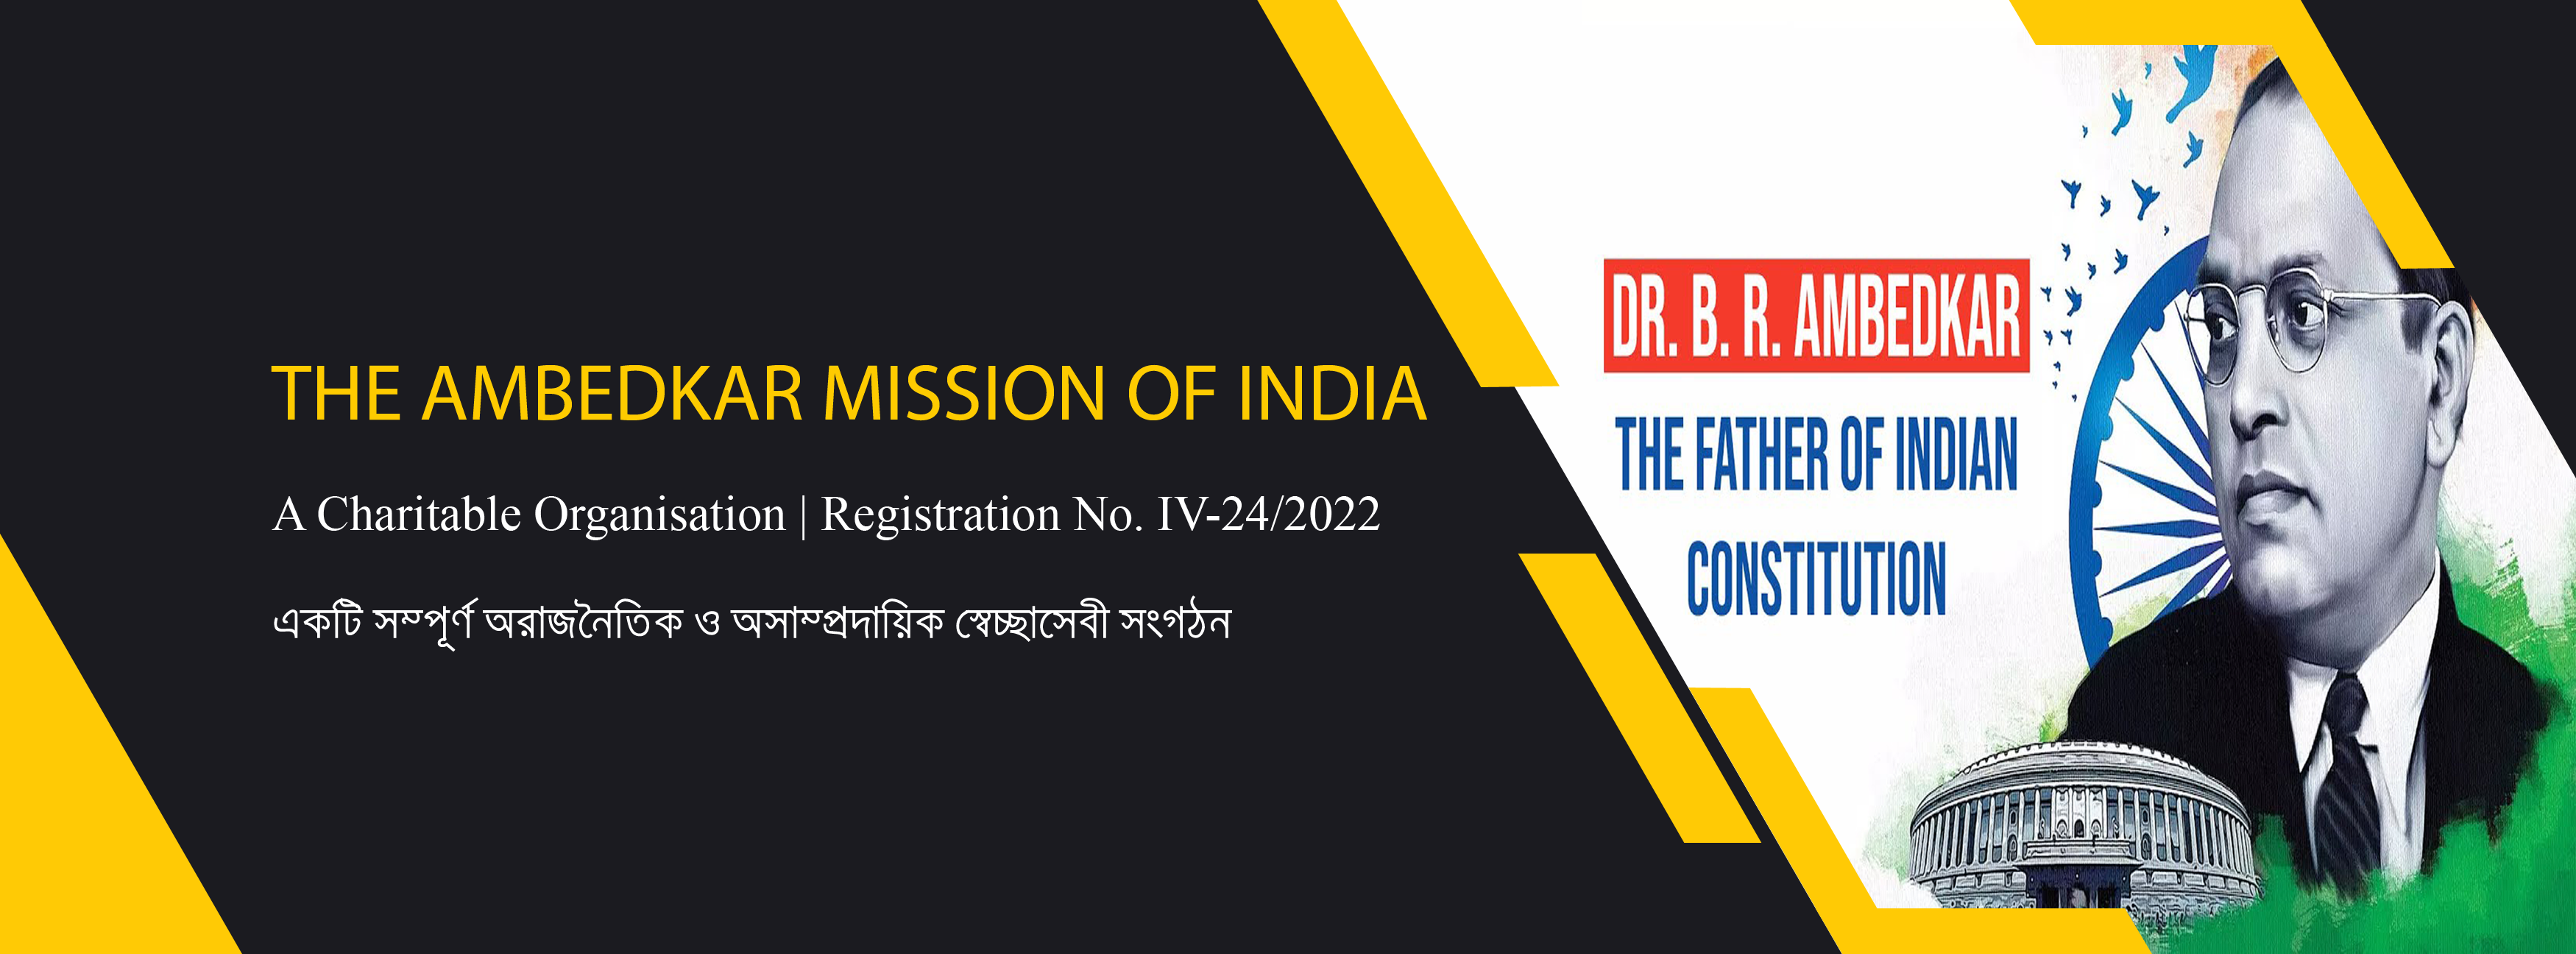 THE AMBEDKAR MISSION OF INDIA
A Charitable Organisation | Registration No. IV-24/2022
একটি সম্পূর্ণ অরাজনৈতিক ও অসাম্প্রদায়িক স্বেচ্ছাসেবী সংগঠন
DR. B. R. AMBEDKAR
THE FATHER OF INDIAN
CONSTITUTION